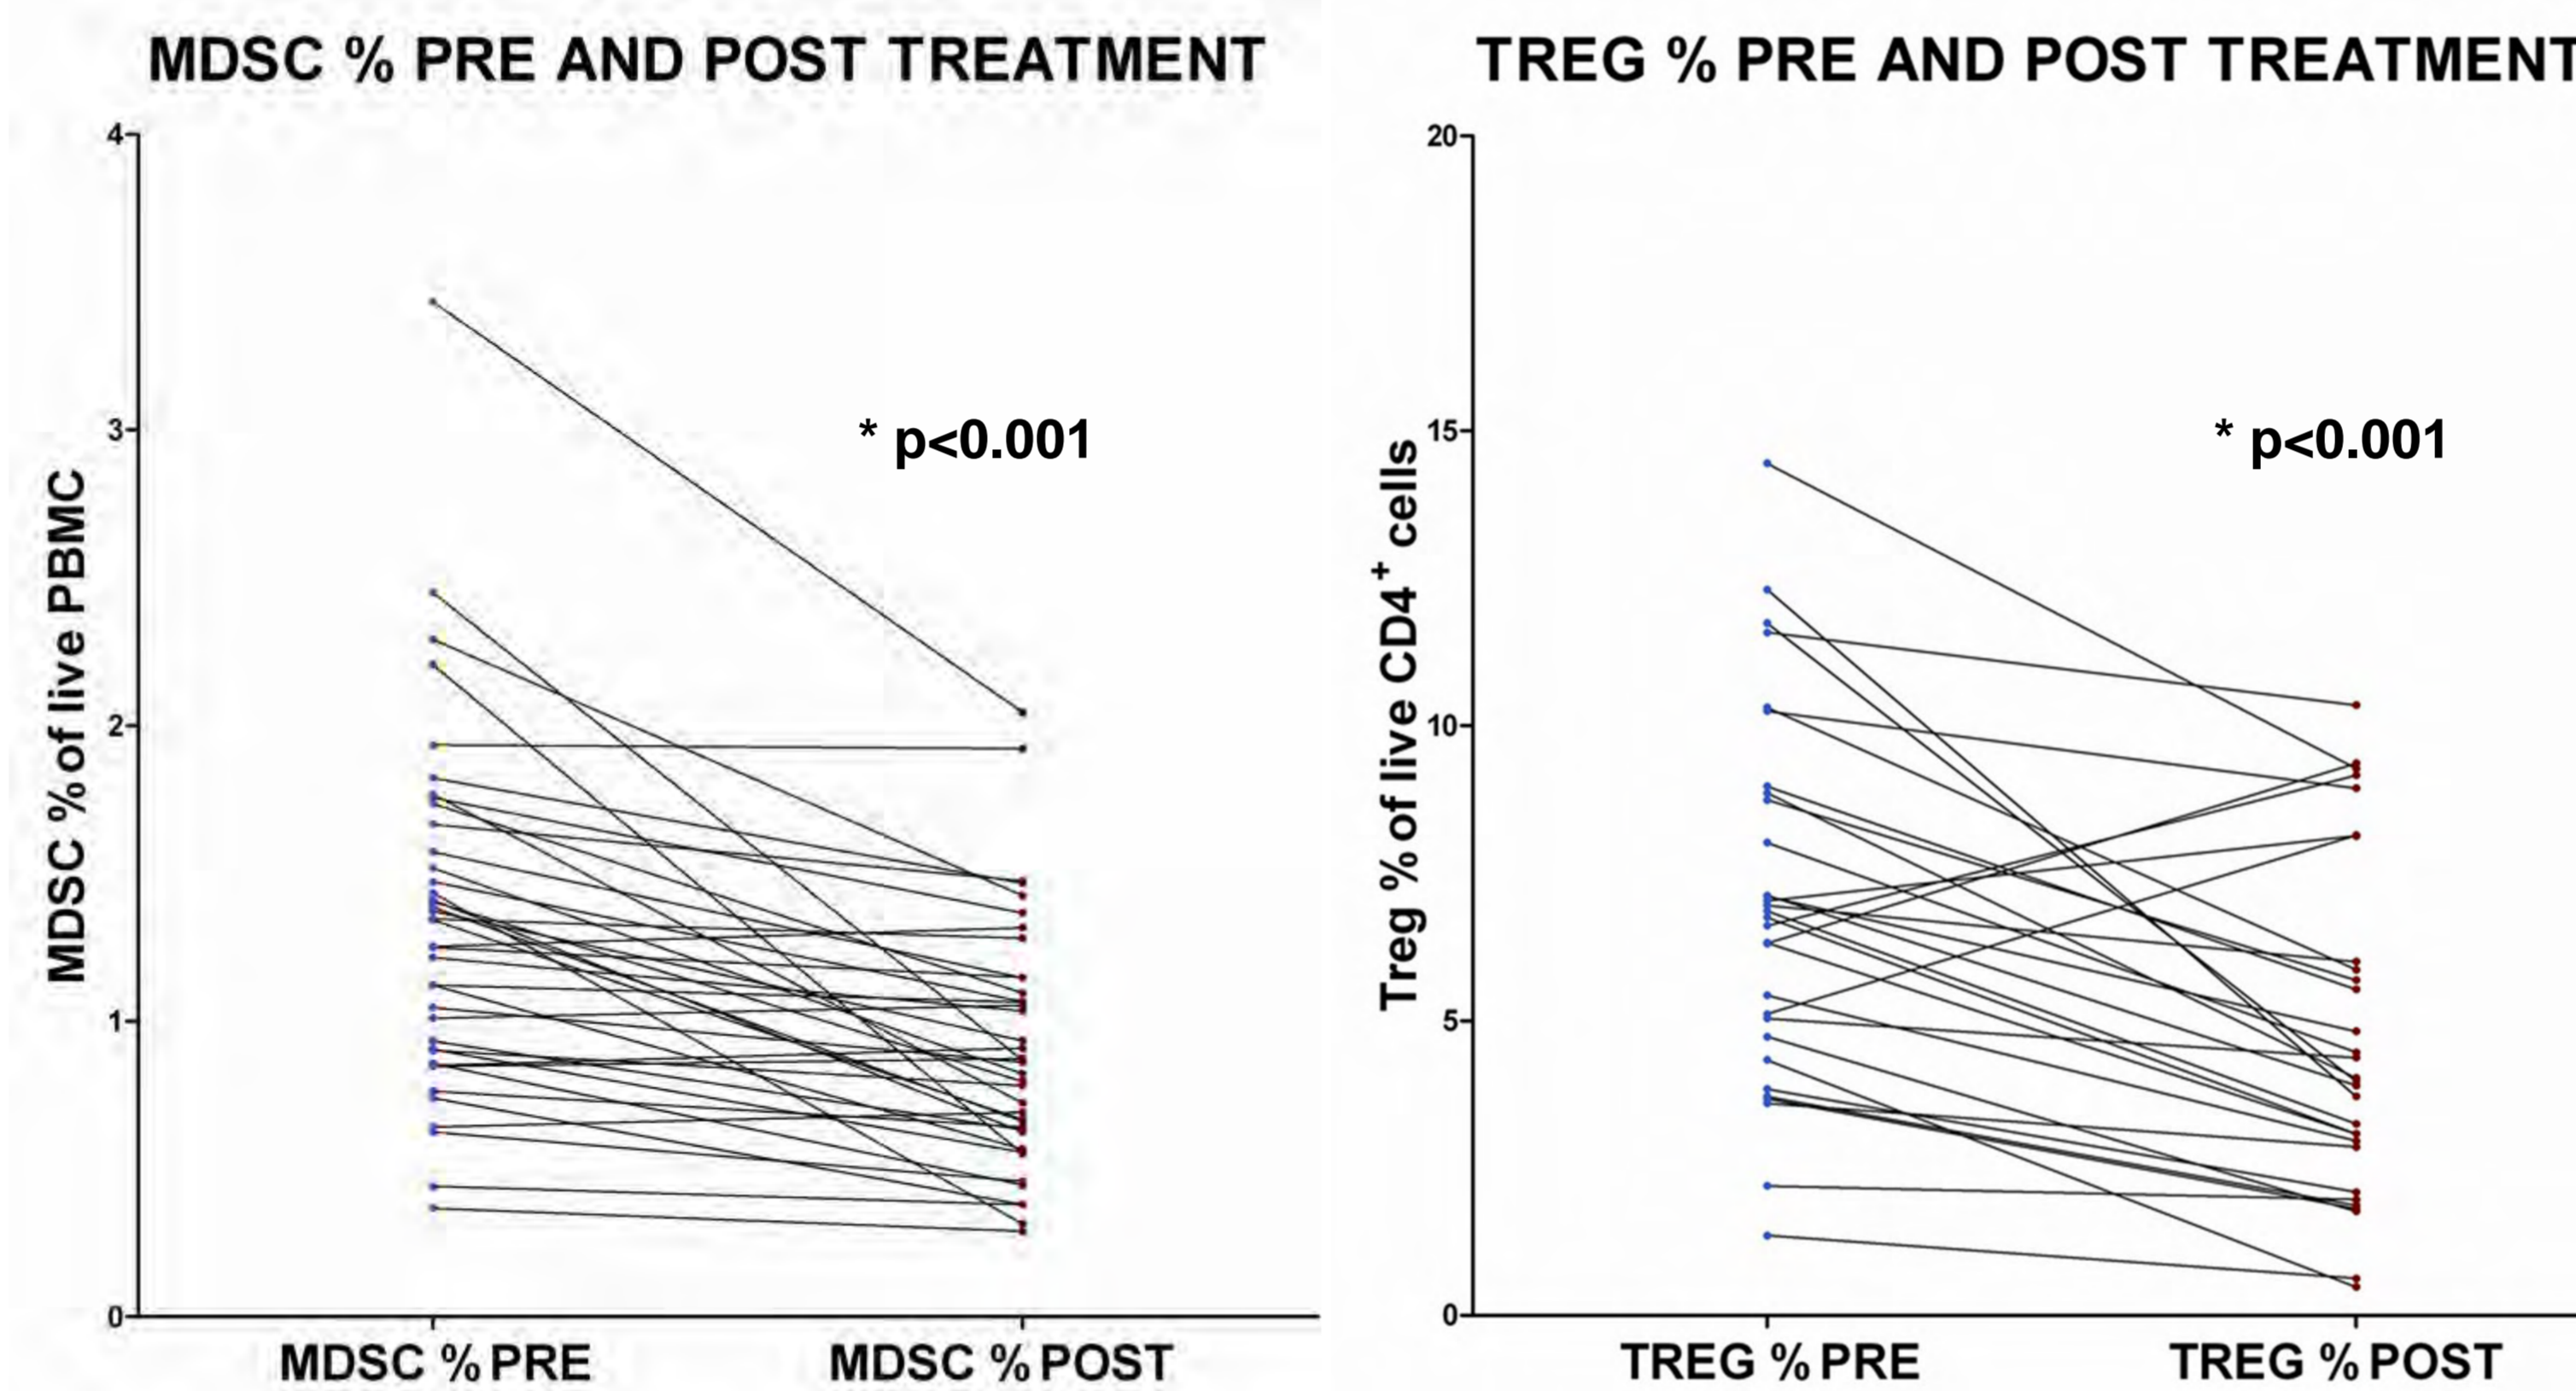 MDSC % PRE AND POST TREATMENT
MDSC % of live PBMC
4
3
2
1
0
* p<0.001
MDSC % PRE
MDSC % POST
TREG % PRE AND POST TREATMENT
Treg % of live CD4+ cells
20
15
10
5
0
* p<0.001
TREG % PRE
TREG % POST